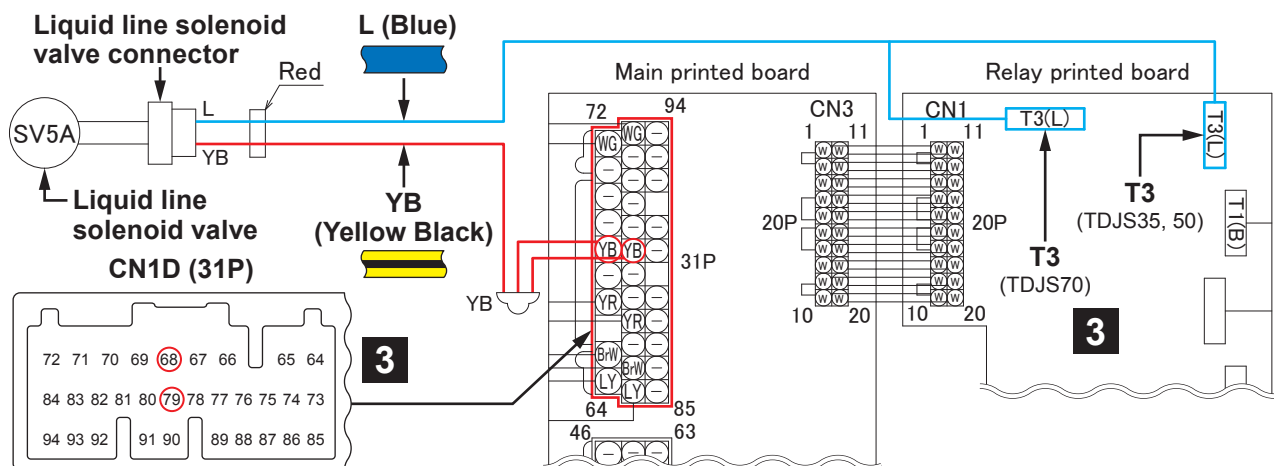 Liquid line solenoid
valve connector
L (Blue)
Red
SV5A
L
YB
Liquid line
solenoid valve
YB
(Yellow Black)
CN1D (31P)
YB
72 71 70 69 68 67 66 65 64
84 83 82 81 80 79 78 77 76 75 74 73
94 93 92 91 90 89 88 87 86 85
3
Main printed board
72 94
WG WG –
– – –
– –
– – –
YB YB –
– –
YR –
YR –
– –
BrW
BrW –
LY
LY –
31P
64 85
46 63
– – –
CN3
1 11
W W
W W
W W
W W
W W
W W
W W
W W
W W
W W
20P
10 20
Relay printed board
CN1
1 11
W W
W W
W W
W W
W W
W W
W W
W W
W W
W W
20P
10 20
T3(L)
T3(L)
T3
(TDJS35, 50)
T1(B)
T3
(TDJS70)
3